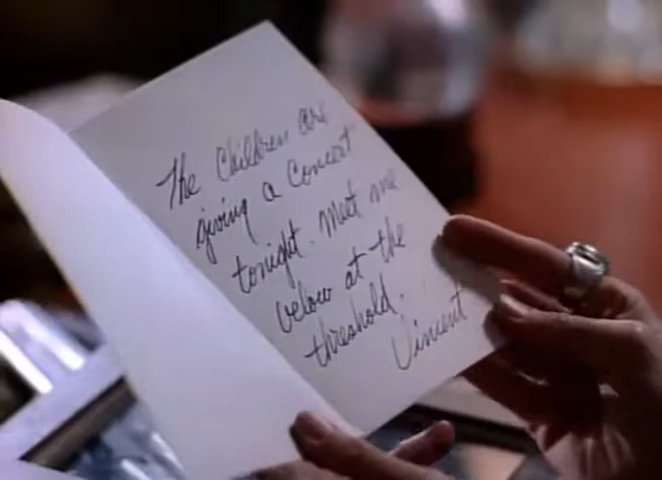 The Children are
giving a Concert
tonight. Meet me
below at the
threshold.
Vincent